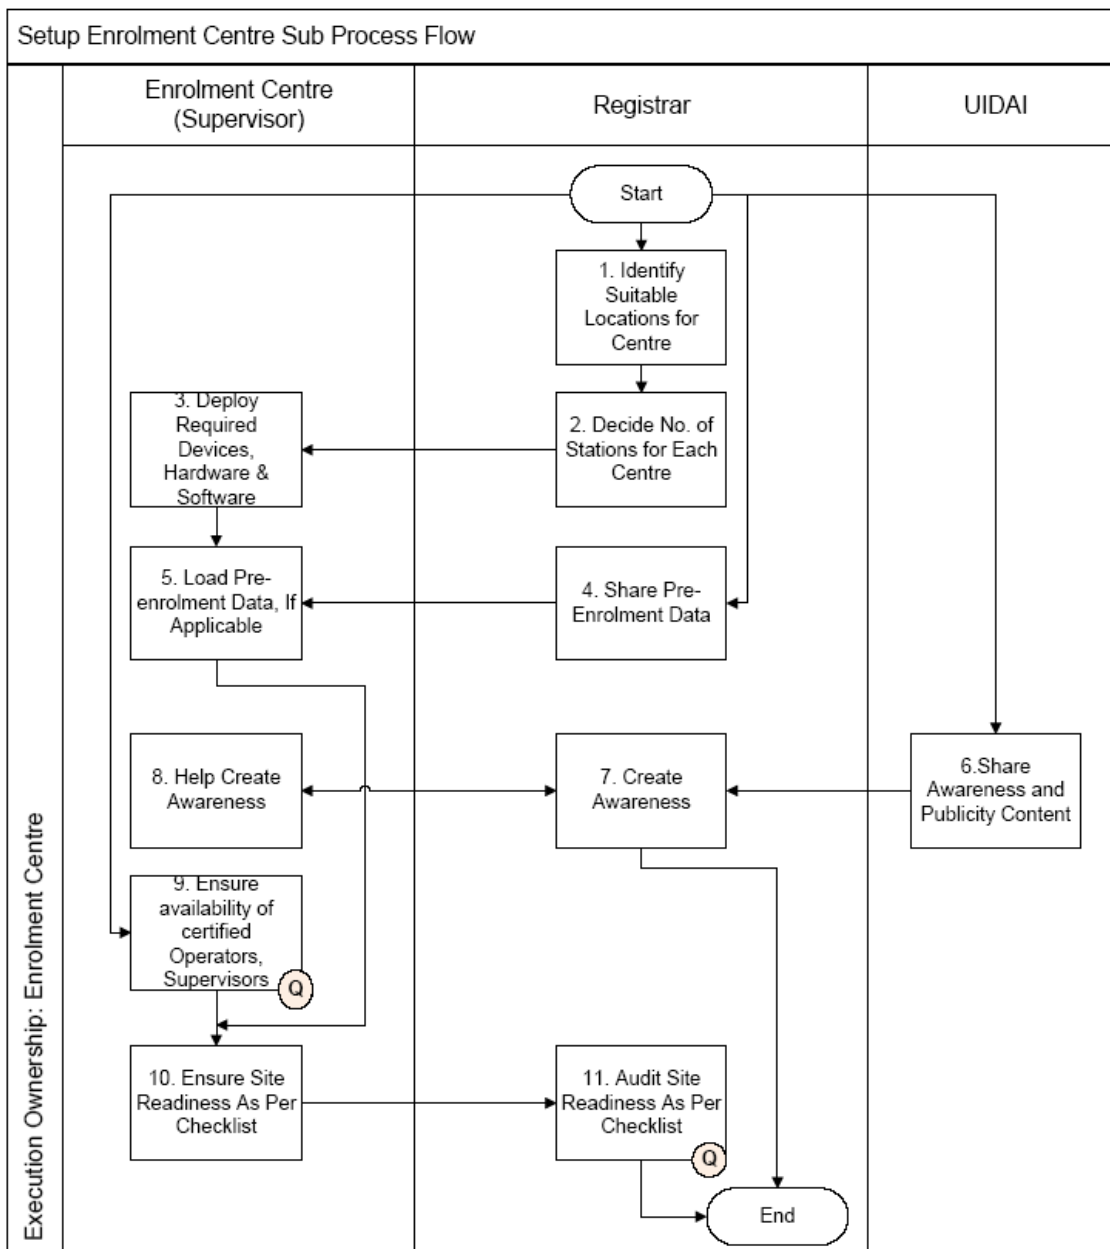 Setup Enrolment Centre Sub Process Flow
Enrolment Centre
(Supervisor)
Registrar
UIDAI
Start
1. Identify
Suitable
Locations for
Centre
3. Deploy
Required
Devices,
Hardware &
Software
2. Decide No. of
Stations for Each
Centre
5. Load Pre-
enrolment Data, If
Applicable
4. Share Pre-
Enrolment Data
8. Help Create
Awareness
7. Create
Awareness
6.Share
Awareness and
Publicity Content
9. Ensure
availability of
certified
Operators,
Supervisors
Q
10. Ensure Site
Readiness As Per
Checklist
11. Audit Site
Readiness As Per
Checklist
Q
End
Execution Ownership: Enrolment Centre